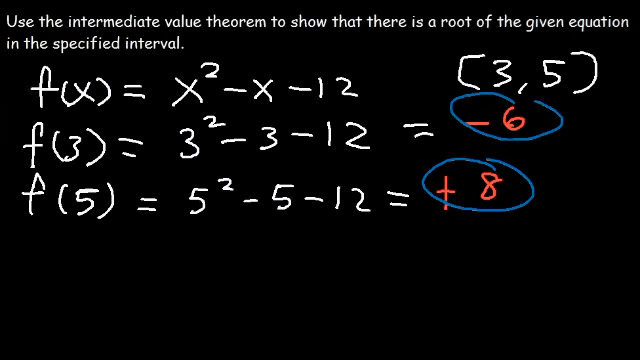 Use the intermediate value theorem to show that there is a root of the given equation
in the specified interval.
f(x) = x² - x - 12 [3, 5]
f(3) = 3² - 3 - 12 = - 6
f(5) = 5² - 5 - 12 = + 8